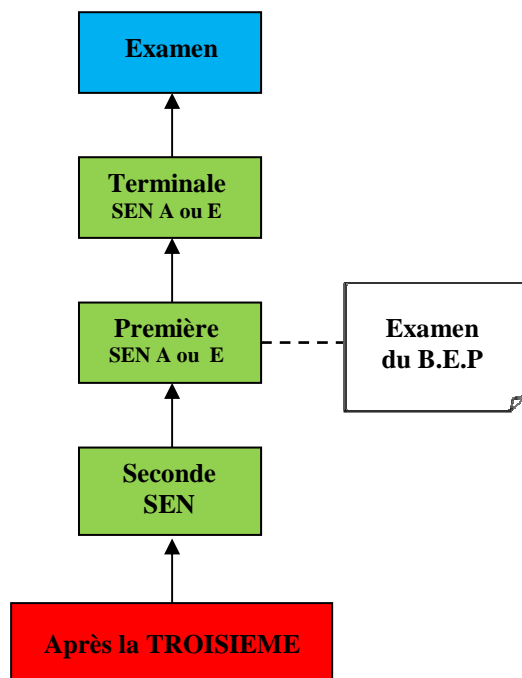 Examen
Terminale
SEN A ou E
Première
SEN A ou E
Examen
du B.E.P
Seconde
SEN
Après la TROISIEME